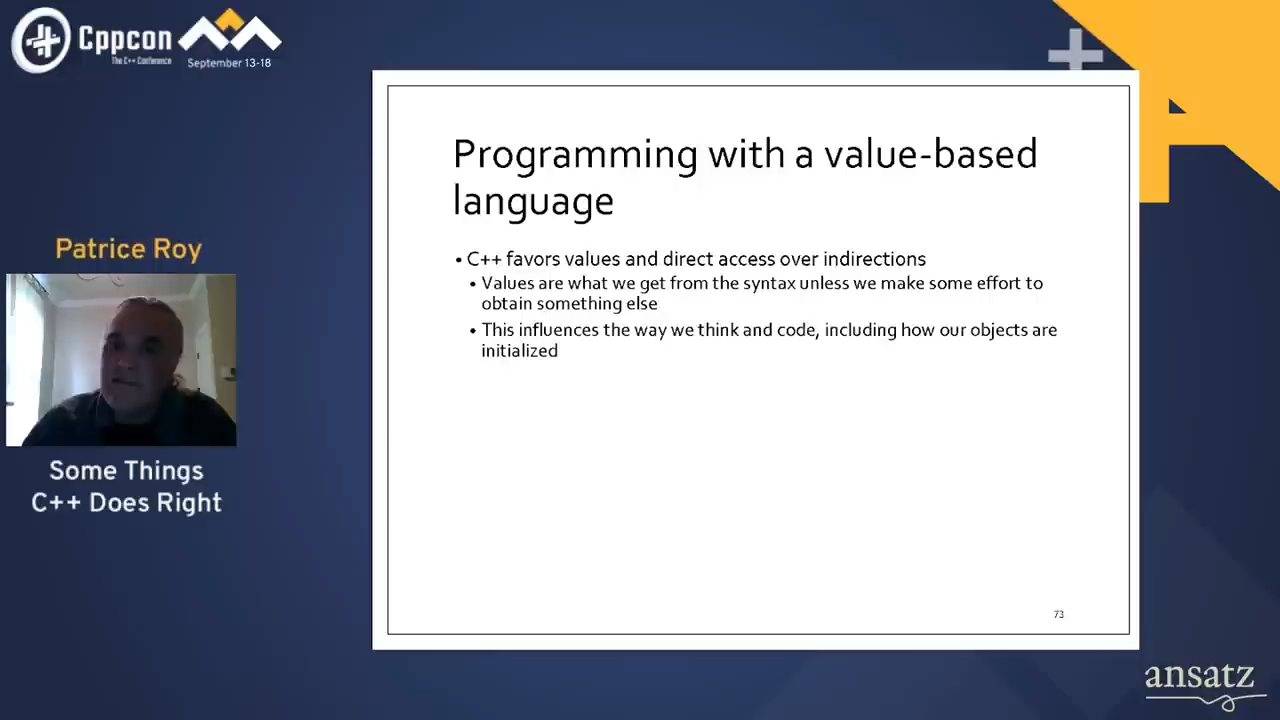 Cppcon
The C++ Conference
September 13-18
Programming with a value-based
language
• C++ favors values and direct access over indirections
• Values are what we get from the syntax unless we make some effort to
obtain something else
• This influences the way we think and code, including how our objects are
initialized
73
Patrice Roy
Some Things
C++ Does Right
ansatz